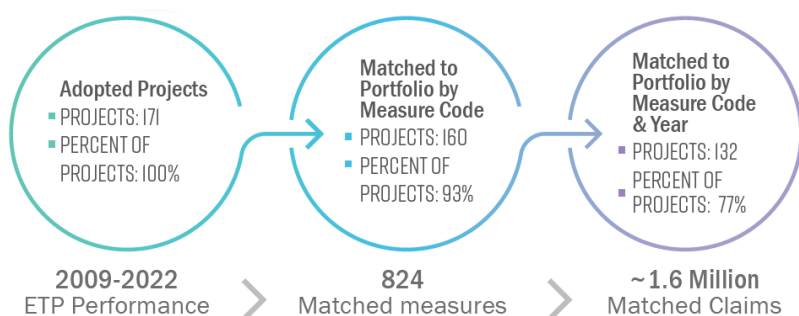 Adopted Projects
PROJECTS: 171
PERCENT OF
PROJECTS: 100%
Matched to
Portfolio by
Measure Code
PROJECTS: 160
PERCENT OF
PROJECTS: 93%
Matched to
Portfolio by
Measure Code
& Year
PROJECTS: 132
PERCENT OF
PROJECTS: 77%
2009-2022
ETP Performance
824
Matched measures
~1.6 Million
Matched Claims